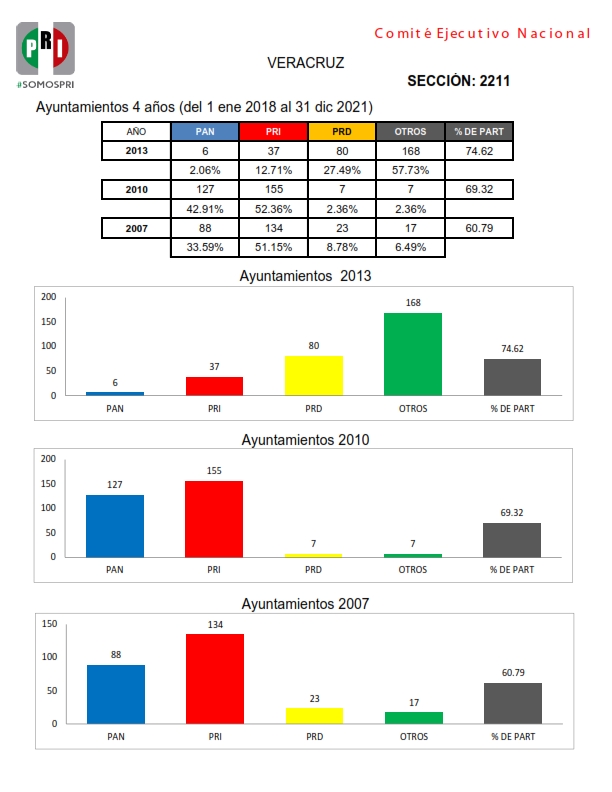 Comité Ejecutivo Nacional
PRI
#SOMOSPRI
VERACRUZ
SECCIÓN: 2211
Ayuntamientos 4 años (del 1 ene 2018 al 31 dic 2021)
AÑO PAN PRI PRD OTROS % DE PART
2013 6 37 80 168 74.62
2.06% 12.71% 27.49% 57.73%
2010 127 155 7 7 69.32
42.91% 52.36% 2.36% 2.36%
2007 88 134 23 17 60.79
33.59% 51.15% 8.78% 6.49%
Ayuntamientos 2013
200
150
100
50
0
6 37 80 168 74.62
PAN PRI PRD OTROS % DE PART
Ayuntamientos 2010
200
150
100
50
0
127 155 7 7 69.32
PAN PRI PRD OTROS % DE PART
Ayuntamientos 2007
150
100
50
0
88 134 23 17 60.79
PAN PRI PRD OTROS % DE PART